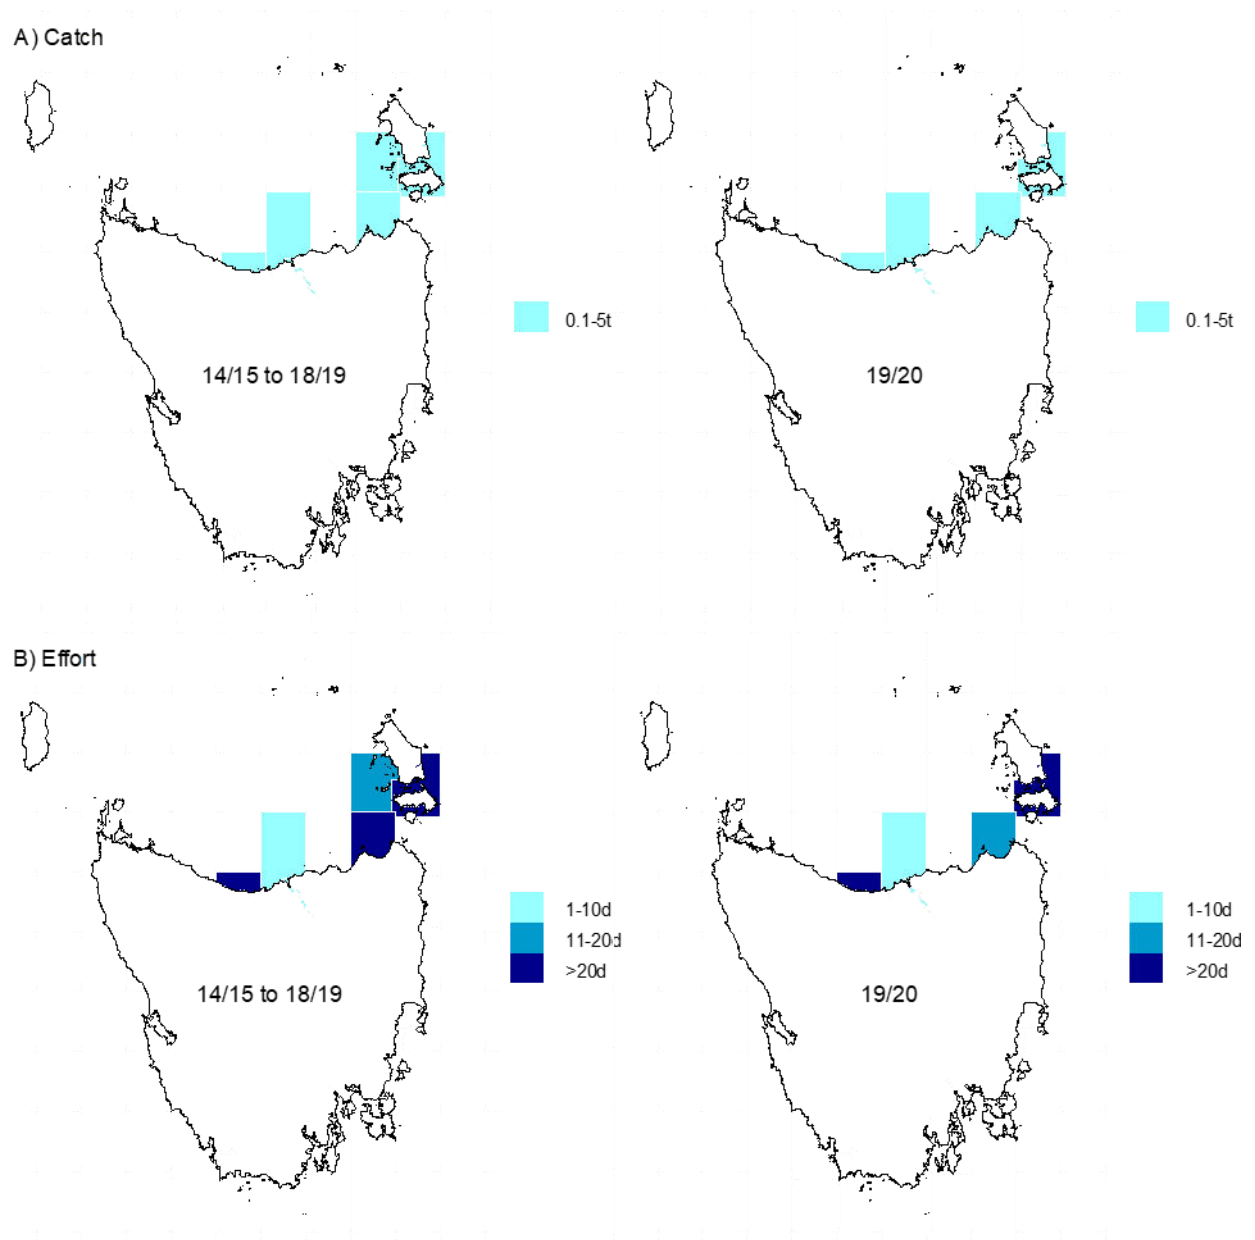 A) Catch
0.1-5t
0.1-5t
14/15 to 18/19
19/20
B) Effort
1-10d
11-20d
>20d
1-10d
11-20d
>20d
14/15 to 18/19
19/20